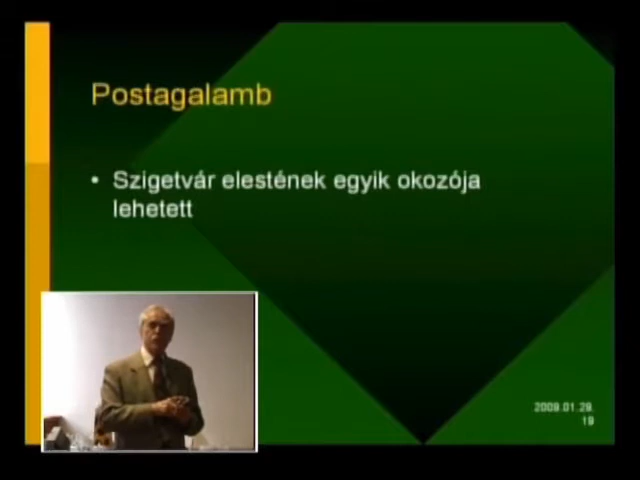 Postagalamb
• Szigetvár elestének egyik okozója
lehetett
2009.01.29.
19